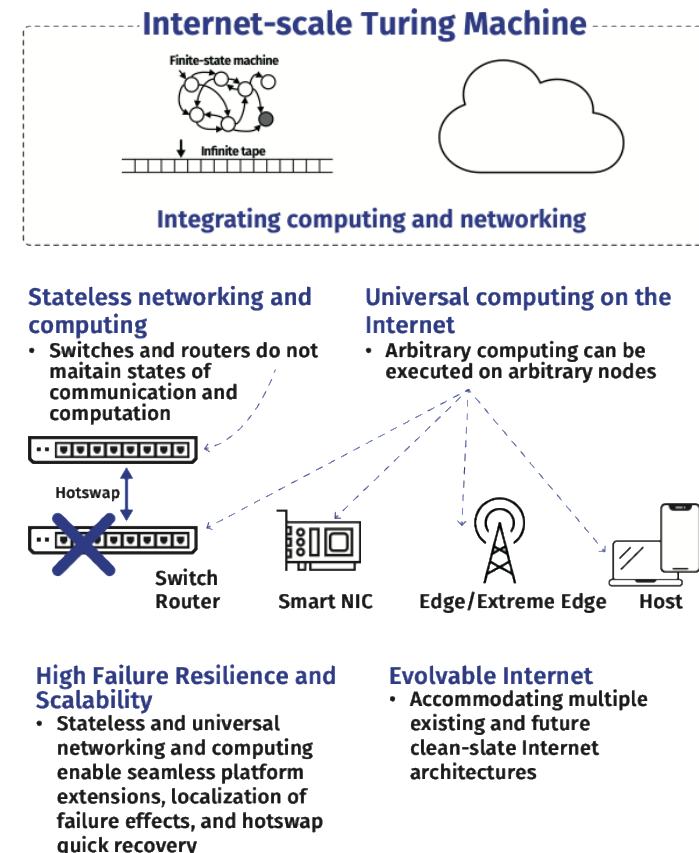 Internet-scale Turing Machine
Finite-state machine
Infinite tape
Integrating computing and networking
Stateless networking and
computing
• Switches and routers do not
maitain states of
communication and
computation
Universal computing on the
Internet
• Arbitrary computing can be
executed on arbitrary nodes
Hotswap
Switch
Router
Smart NIC
Edge/Extreme Edge
Host
High Failure Resilience and
Scalability
• Stateless and universal
networking and computing
enable seamless platform
extensions, localization of
failure effects, and hotswap
quick recovery
Evolvable Internet
• Accommodating multiple
existing and future
clean-slate Internet
architectures